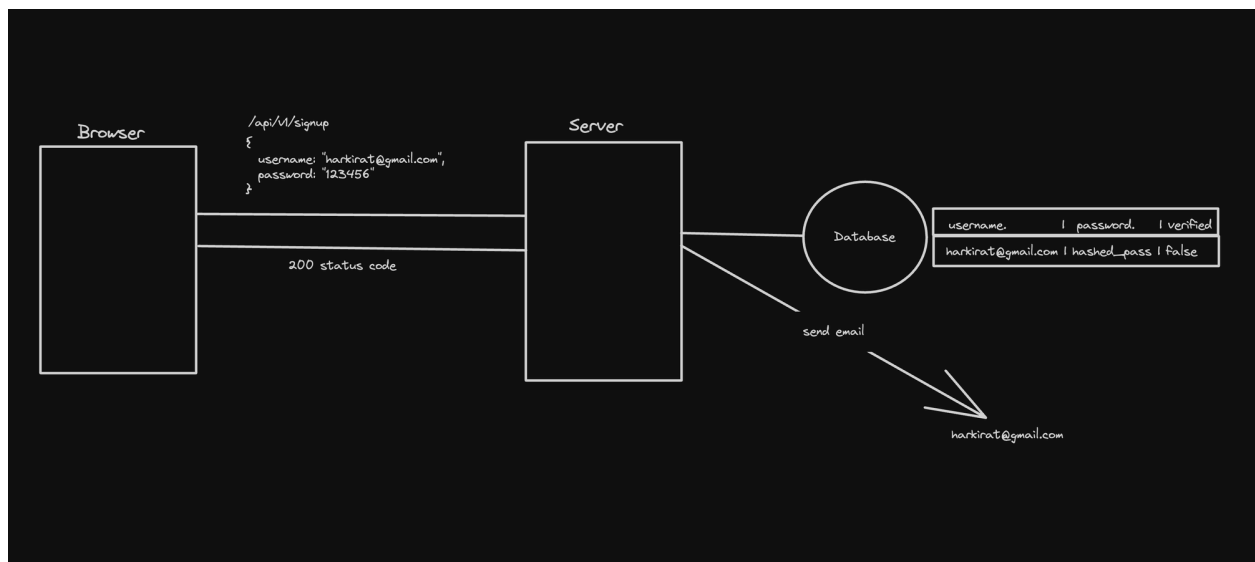 Browser
/api/v1/signup
{
username: "harkirat@gmail.com",
password: "123456"
}
200 status code
Server
Database
username. | password. | verified
harkirat@gmail.com | hashed_pass | false
send email
harkirat@gmail.com